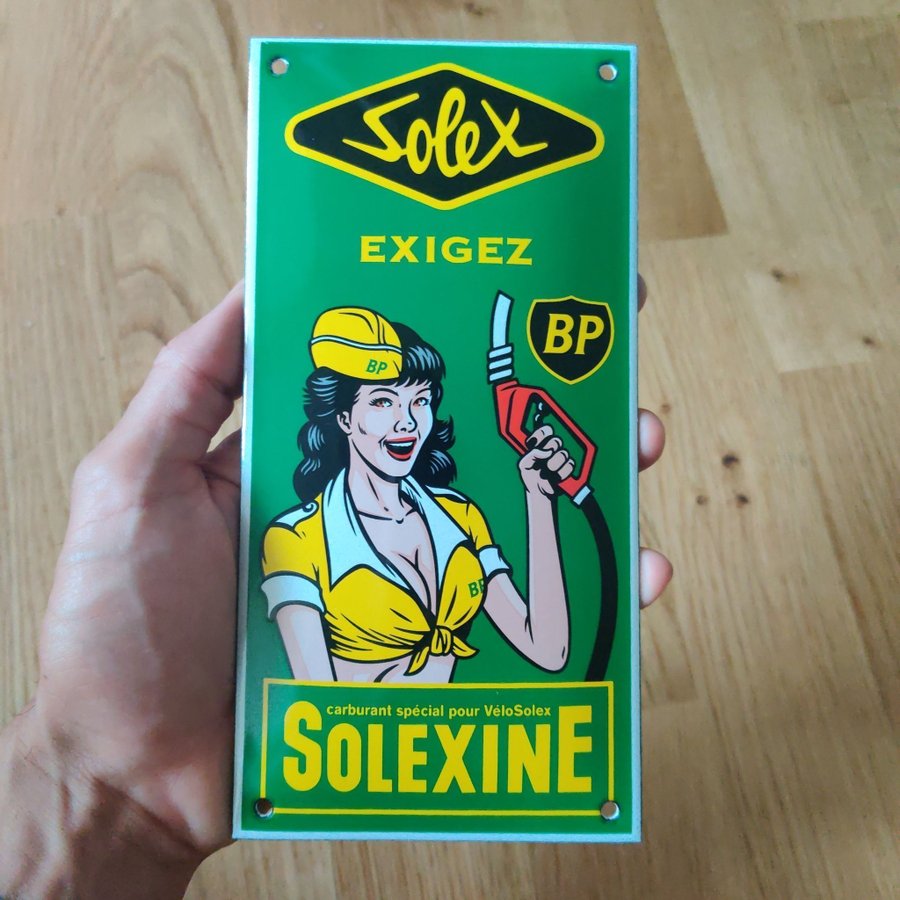 Solex
EXIGEZ
BP
BP
BP
carburant spécial pour VéloSolex
SOLEXINE